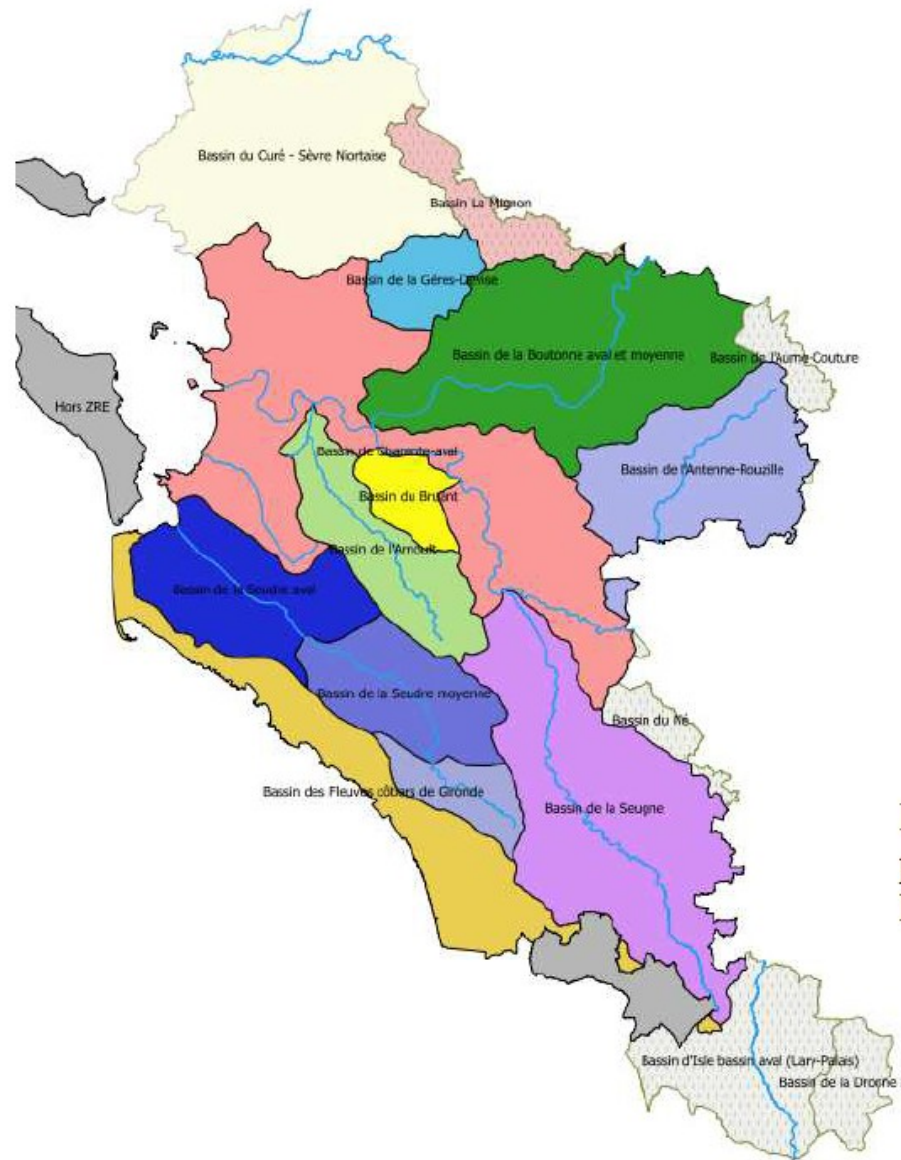 Bassin du Curé - Sèvre Niortaise
Bassin La Mignon
Bassin de la Gères-Devise
Bassin de la Boutonne aval et moyenne
Bassin de l'Aume-Couture
Hors ZRE
Bassin de Charente aval
Bassin de l'Antenne-Rouzille
Bassin du Bruant
Bassin de l'Arnoult
Bassin de la Seudre aval
Bassin de la Seudre moyenne
Bassin du Né
Bassin des Fleuves côtiers de Gironde
Bassin de la Seugne
Bassin d'Isle bassin aval (Lary-Palais)
Bassin de la Dronne